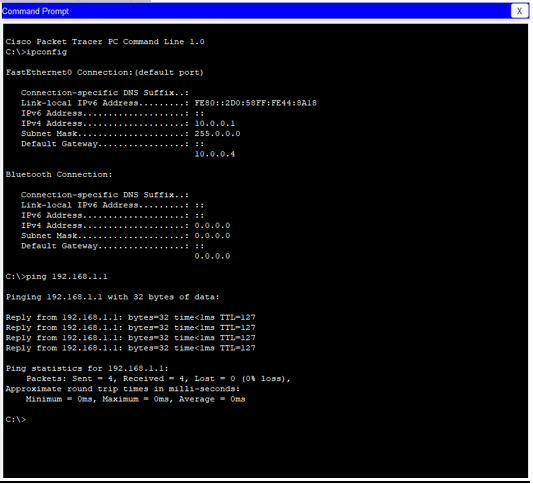 Command Prompt
X
Cisco Packet Tracer PC Command Line 1.0
C:\>ipconfig
FastEthernet0 Connection:(default port)
Connection-specific DNS Suffix..:
Link-local IPv6 Address.........: FE80::2D0:58FF:FE44:8A18
IPv6 Address....................: ::
IPv4 Address....................: 10.0.0.1
Subnet Mask.....................: 255.0.0.0
Default Gateway.................: ::
10.0.0.4
Bluetooth Connection:
Connection-specific DNS Suffix..:
Link-local IPv6 Address.........: ::
IPv6 Address....................: ::
IPv4 Address....................: 0.0.0.0
Subnet Mask.....................: 0.0.0.0
Default Gateway.................: ::
0.0.0.0
C:\>ping 192.168.1.1
Pinging 192.168.1.1 with 32 bytes of data:
Reply from 192.168.1.1: bytes=32 time<1ms TTL=127
Reply from 192.168.1.1: bytes=32 time<1ms TTL=127
Reply from 192.168.1.1: bytes=32 time<1ms TTL=127
Reply from 192.168.1.1: bytes=32 time<1ms TTL=127
Ping statistics for 192.168.1.1:
Packets: Sent = 4, Received = 4, Lost = 0 (0% loss),
Approximate round trip times in milli-seconds:
Minimum = 0ms, Maximum = 0ms, Average = 0ms
C:\>